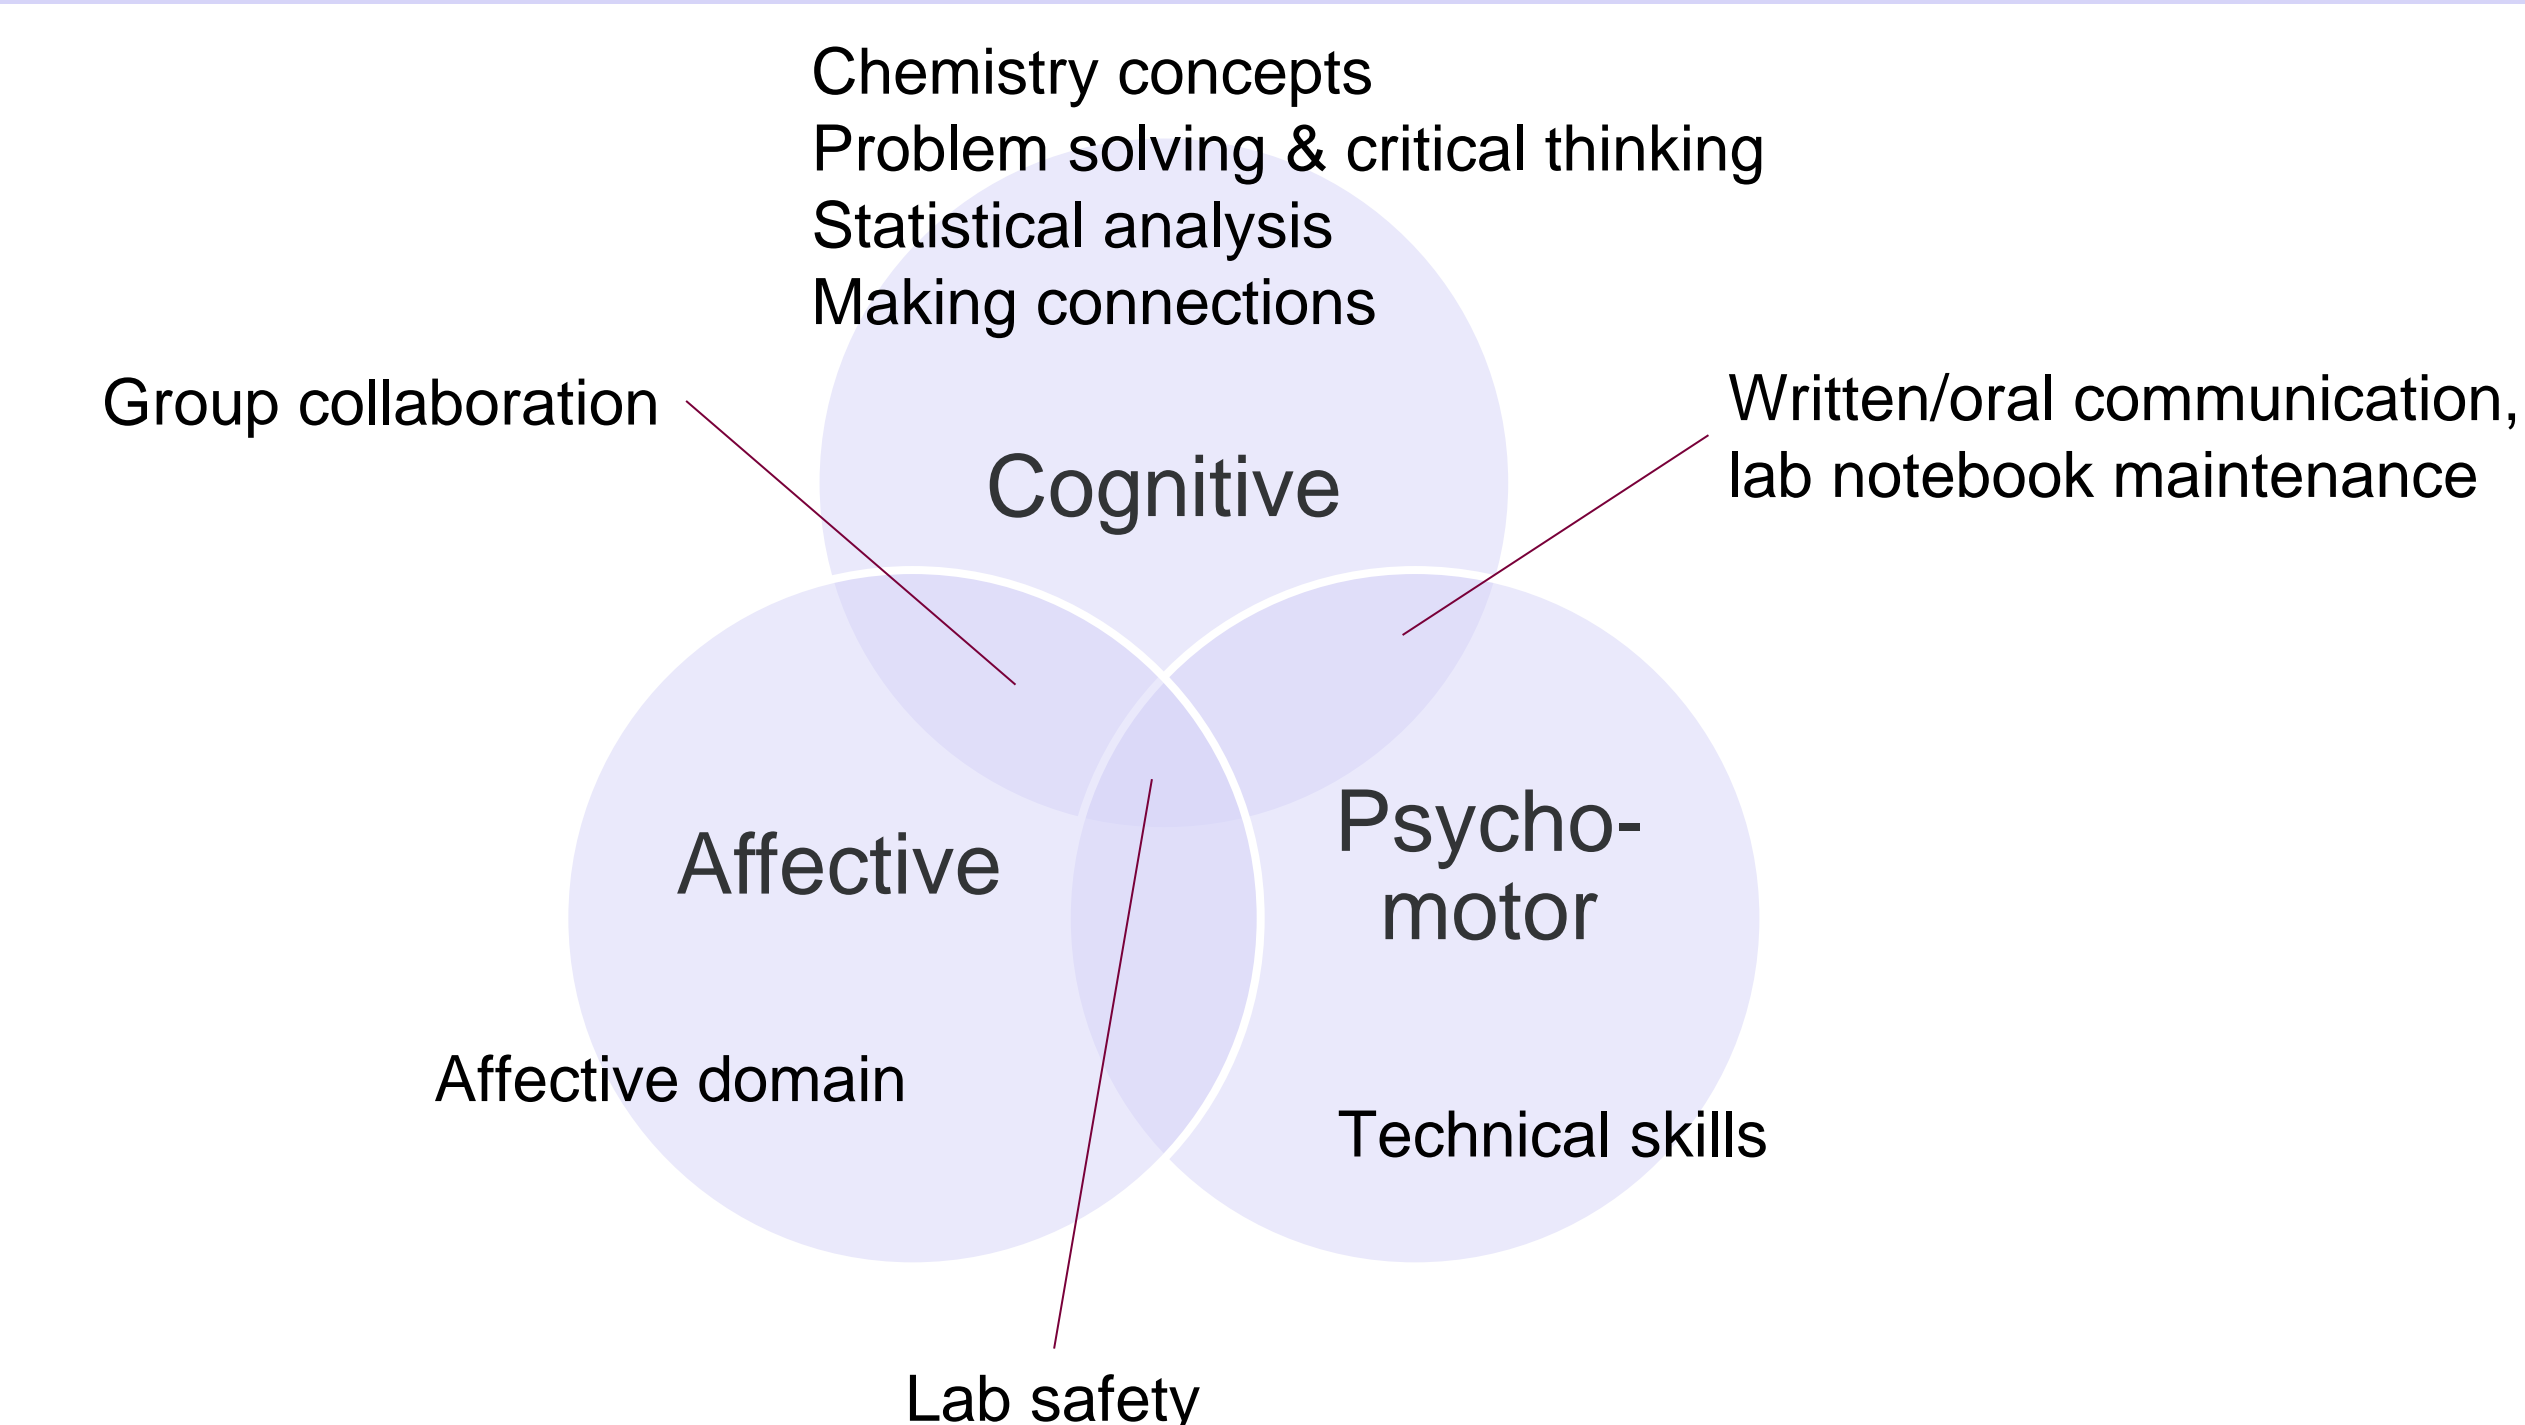 Chemistry concepts
Problem solving & critical thinking
Statistical analysis
Making connections
Group collaboration
Written/oral communication,
lab notebook maintenance
Cognitive
Affective
Psycho-
motor
Affective domain
Technical skills
Lab safety